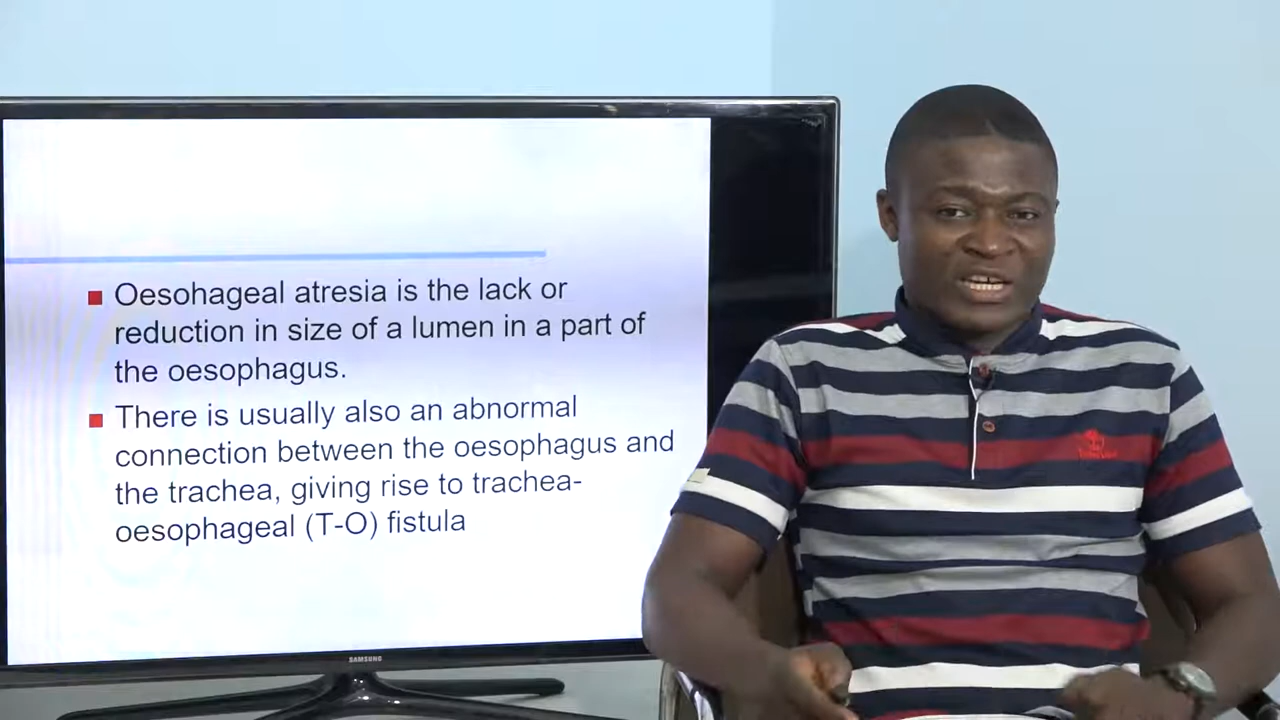 Oesohageal atresia is the lack or
reduction in size of a lumen in a part of
the oesophagus.
There is usually also an abnormal
connection between the oesophagus and
the trachea, giving rise to trachea-
oesophageal (T-O) fistula
SAMSUNG